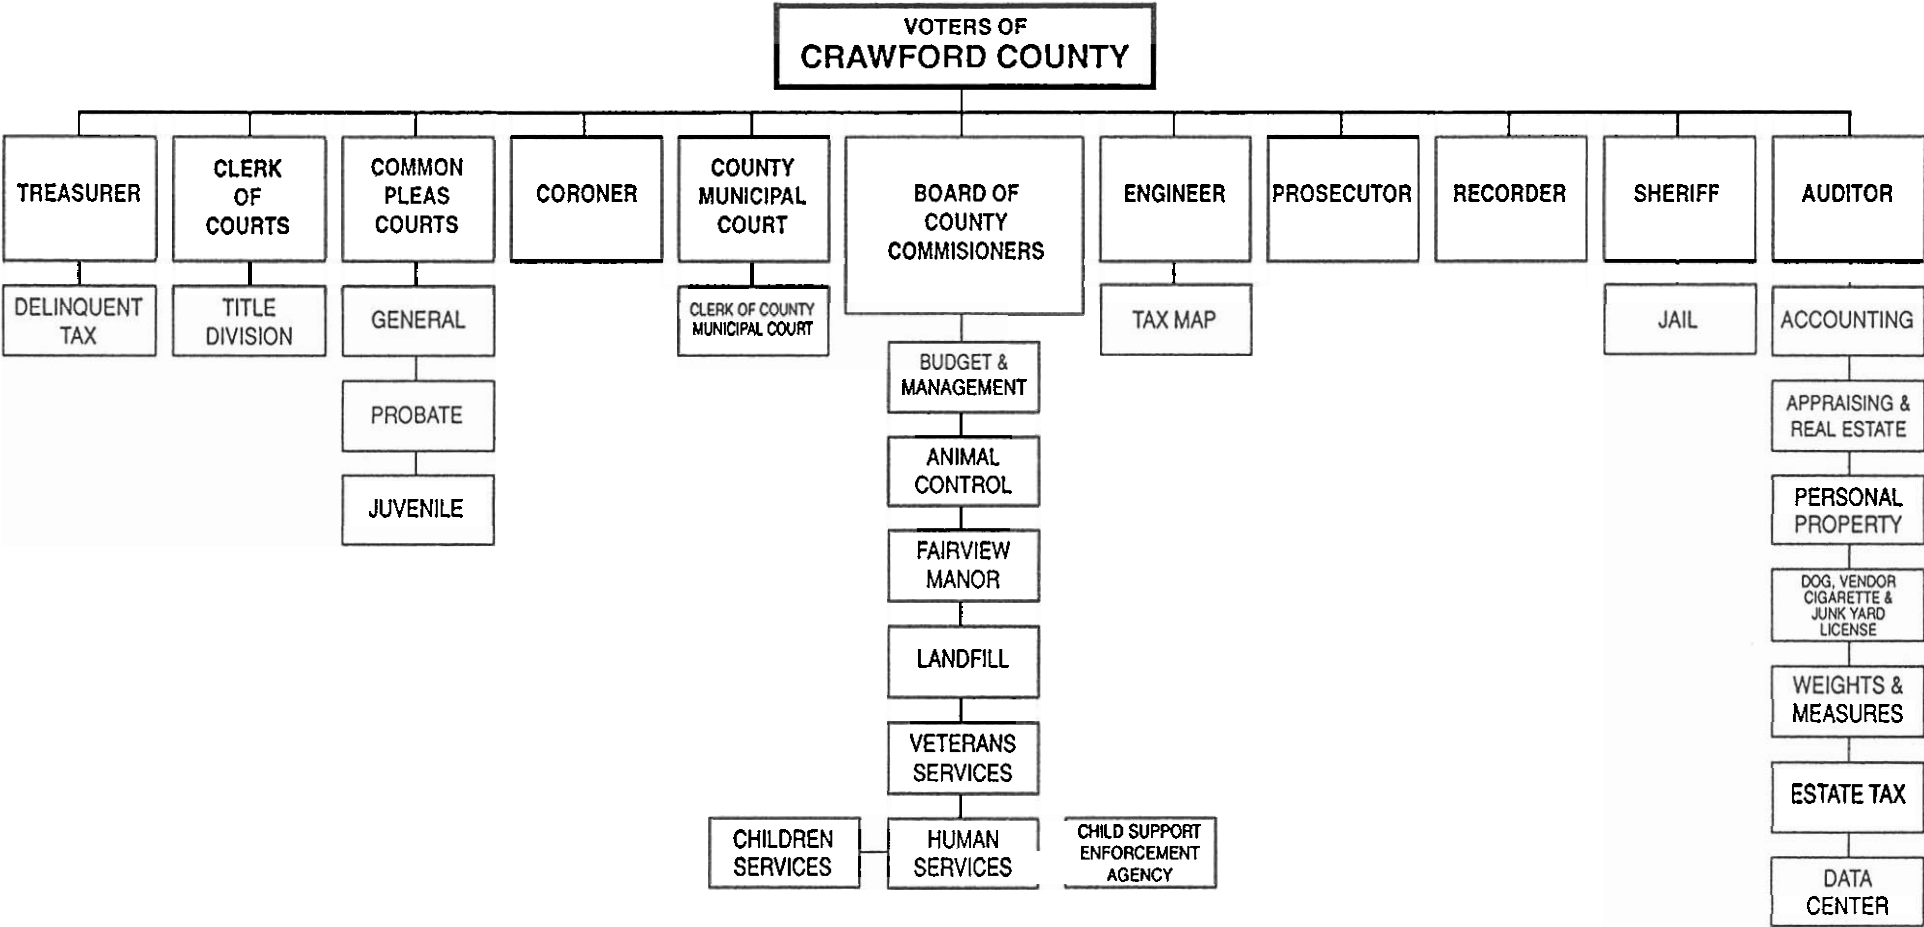 VOTERS OF
CRAWFORD COUNTY
TREASURER
CLERK
OF
COURTS
COMMON
PLEAS
COURTS
CORONER
COUNTY
MUNICIPAL
COURT
BOARD OF
COUNTY
COMMISIONERS
ENGINEER
PROSECUTOR
RECORDER
SHERIFF
AUDITOR
DELINQUENT
TAX
TITLE
DIVISION
GENERAL
CLERK OF COUNTY
MUNICIPAL COURT
TAX MAP
JAIL
ACCOUNTING
BUDGET &
MANAGEMENT
PROBATE
APPRAISING &
REAL ESTATE
ANIMAL
CONTROL
JUVENILE
PERSONAL
PROPERTY
FAIRVIEW
MANOR
DOG, VENDOR
CIGARETTE &
JUNK YARD
LICENSE
LANDFILL
WEIGHTS &
MEASURES
VETERANS
SERVICES
ESTATE TAX
CHILDREN
SERVICES
HUMAN
SERVICES
CHILD SUPPORT
ENFORCEMENT
AGENCY
DATA
CENTER